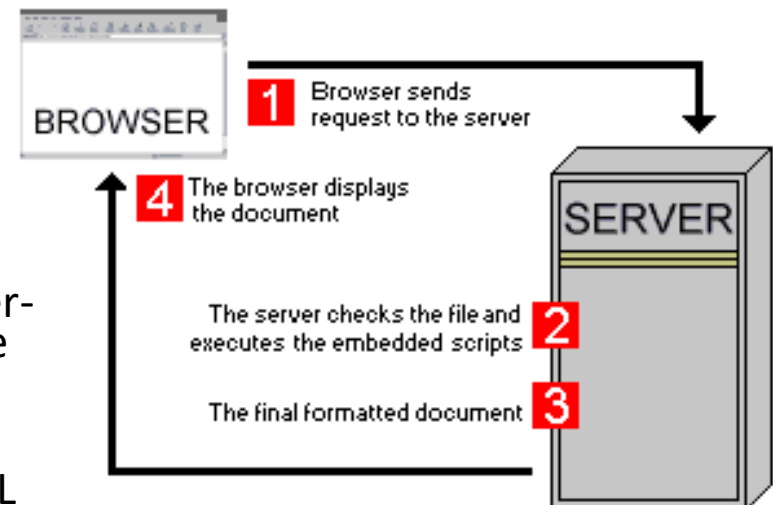 BROWSER
1
Browser sends
request to the server
4
The browser displays
the document
SERVER
r-
e
The server checks the file and
executes the embedded scripts
2
The final formatted document
3
L